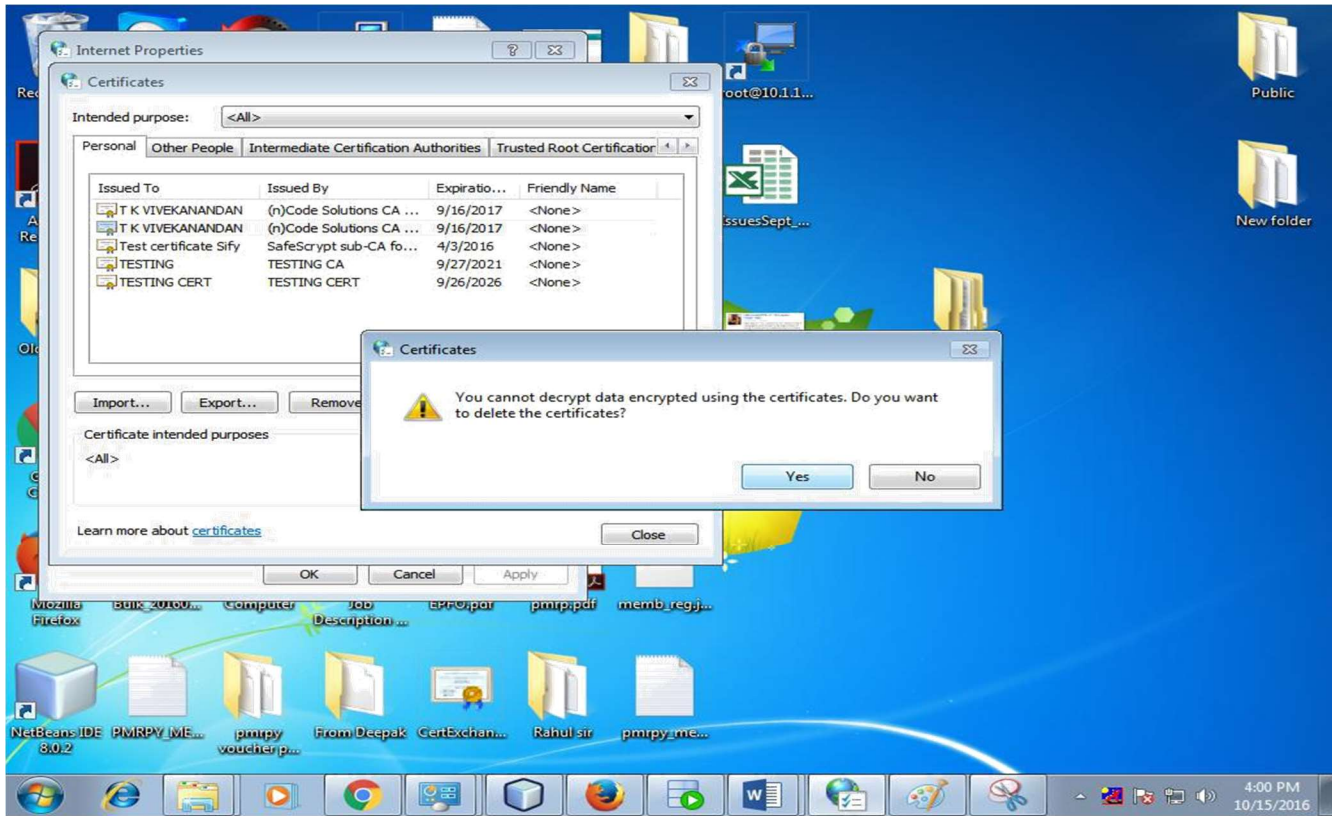 Internet Properties
Certificates
root@10.1.1...
Public
Intended purpose: <All>
Personal Other People Intermediate Certification Authorities Trusted Root Certification
Issued To Issued By Expiratio... Friendly Name
T K VIVEKANANDAN (n)Code Solutions CA ... 9/16/2017 <None>
T K VIVEKANANDAN (n)Code Solutions CA ... 9/16/2017 <None>
Test certificate Sify SafeScrypt sub-CA fo... 4/3/2016 <None>
TESTING TESTING CA 9/27/2021 <None>
TESTING CERT TESTING CERT 9/26/2026 <None>
IssuesSept_...
New folder
Certificates
You cannot decrypt data encrypted using the certificates. Do you want
to delete the certificates?
Yes No
Import... Export... Remove
Certificate intended purposes
<All>
Learn more about certificates
Close
OK Cancel Apply
Mozilla
Firefox
Computer
Job
Description ...
EPFO.pdf
pmrp.pdf
memb_reg.j...
NetBeans IDE
8.0.2
PMRPY_ME...
pmrpy
voucher p...
From Deepak
CertExchan...
Rahul sir
pmrpy_me...
4:00 PM
10/15/2016